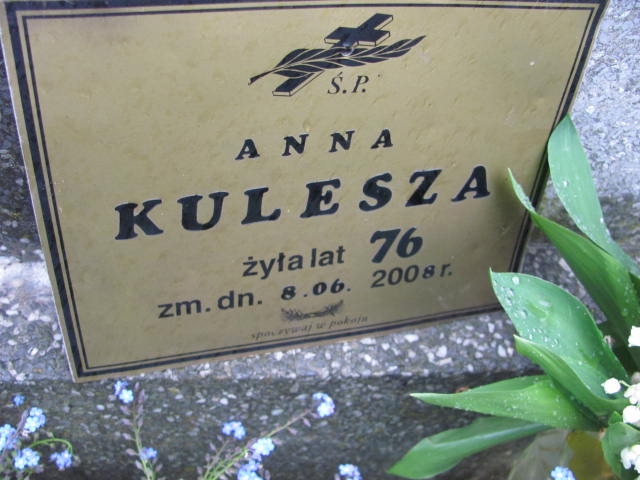 Ś.P.
ANNA
KULESZA
żyła lat 76
zm. dn. 8.06. 2008 r.
spoczywaj w pokoju